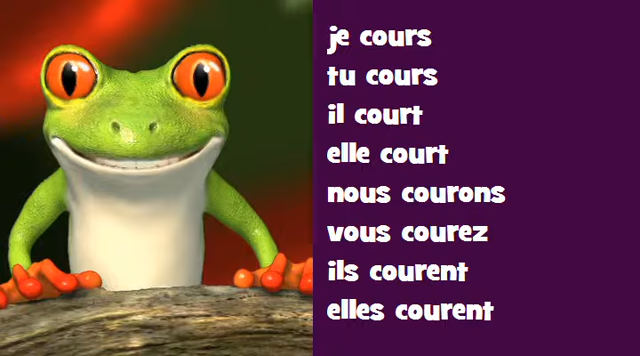 je cours
tu cours
il court
elle court
nous courons
vous courez
ils courent
elles courent